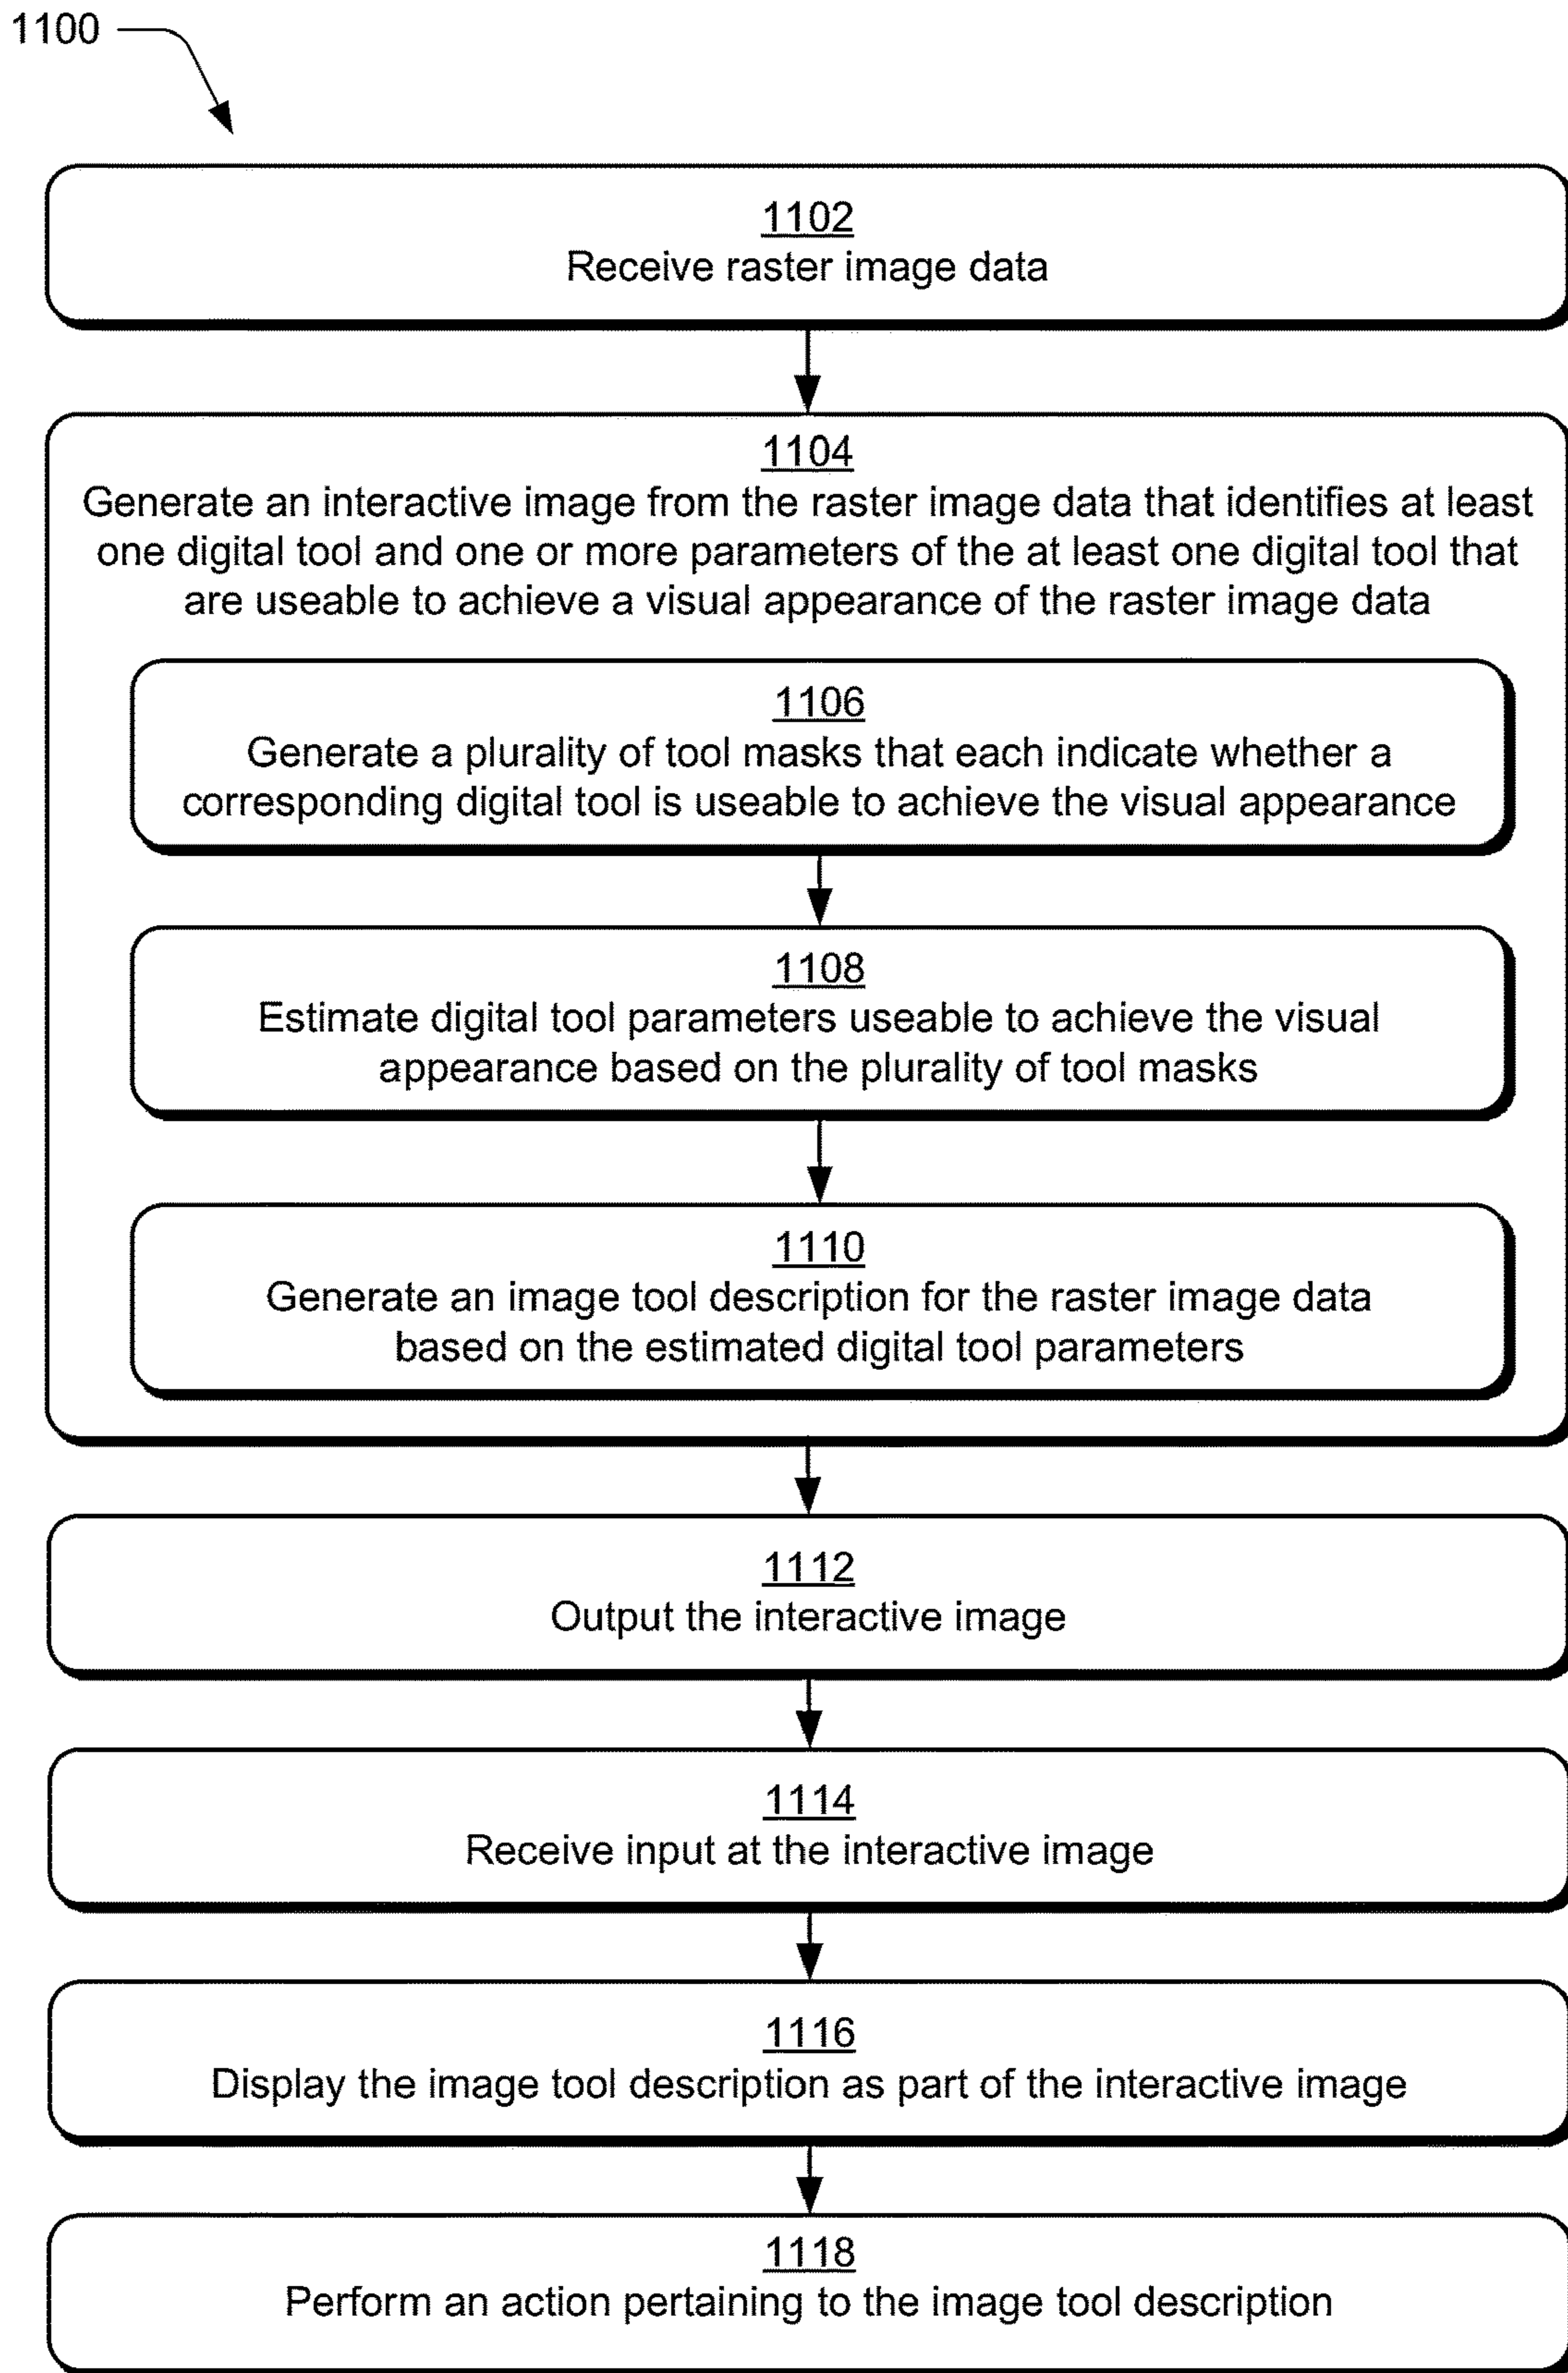 1100
1102
Receive raster image data
1104
Generate an interactive image from the raster image data that identifies at least
one digital tool and one or more parameters of the at least one digital tool that
are useable to achieve a visual appearance of the raster image data
1106
Generate a plurality of tool masks that each indicate whether a
corresponding digital tool is useable to achieve the visual appearance
1108
Estimate digital tool parameters useable to achieve the visual
appearance based on the plurality of tool masks
1110
Generate an image tool description for the raster image data
based on the estimated digital tool parameters
1112
Output the interactive image
1114
Receive input at the interactive image
1116
Display the image tool description as part of the interactive image
1118
Perform an action pertaining to the image tool description